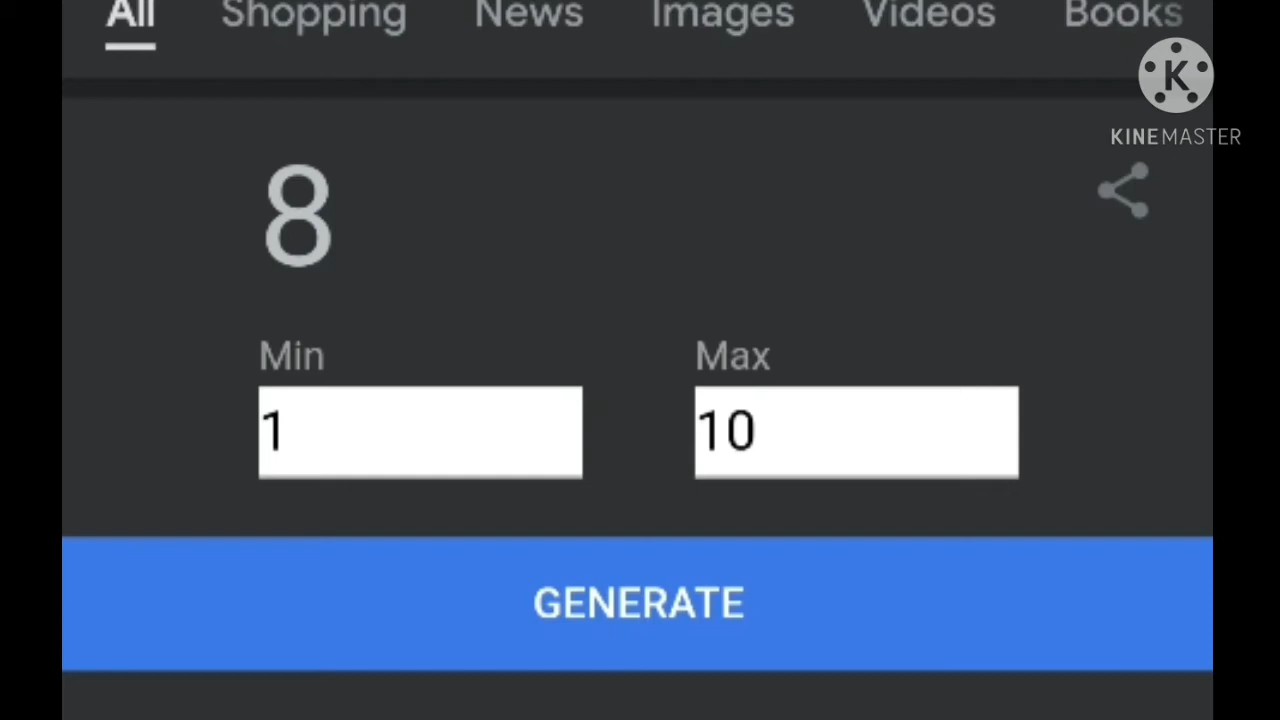 All Shopping News Images Videos Books
K
KINEMASTER
8
Min Max
1 10
GENERATE